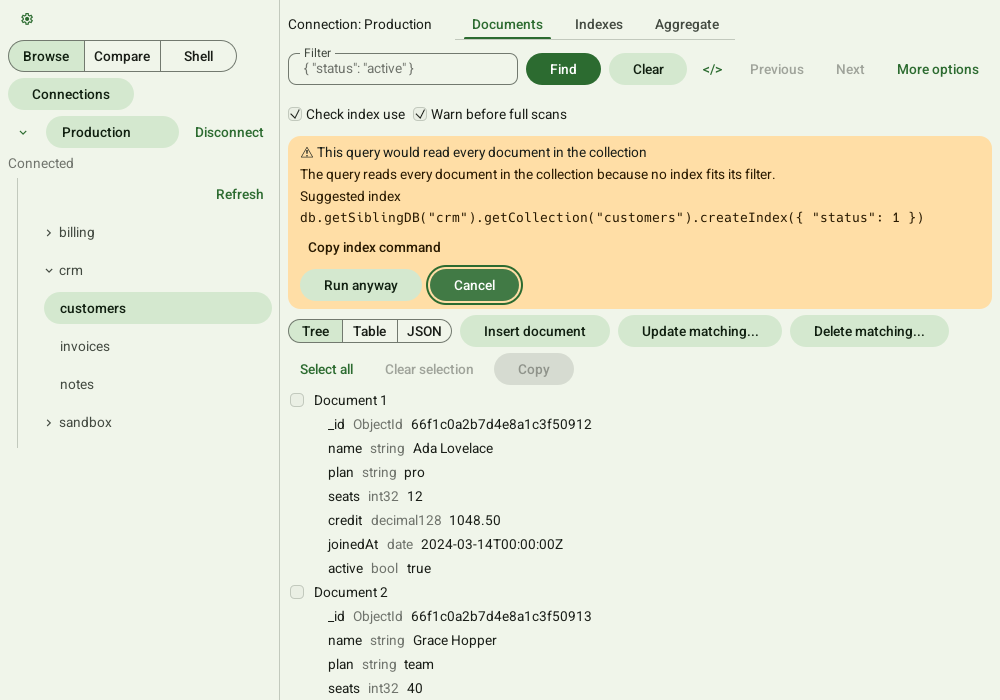 Browse Compare Shell
Connections
Production Disconnect
Connected
Refresh
billing
crm
customers
invoices
notes
sandbox
Connection: Production Documents Indexes Aggregate
Filter
{ "status": "active" } Find Clear </> Previous Next More options
Check index use Warn before full scans
⚠ This query would read every document in the collection
The query reads every document in the collection because no index fits its filter.
Suggested index
db.getSiblingDB("crm").getCollection("customers").createIndex({ "status": 1 })
Copy index command
Run anyway Cancel
Tree Table JSON Insert document Update matching... Delete matching...
Select all Clear selection Copy
Document 1
_id ObjectId 66f1c0a2b7d4e8a1c3f50912
name string Ada Lovelace
plan string pro
seats int32 12
credit decimal128 1048.50
joinedAt date 2024-03-14T00:00:00Z
active bool true
Document 2
_id ObjectId 66f1c0a2b7d4e8a1c3f50913
name string Grace Hopper
plan string team
seats int32 40